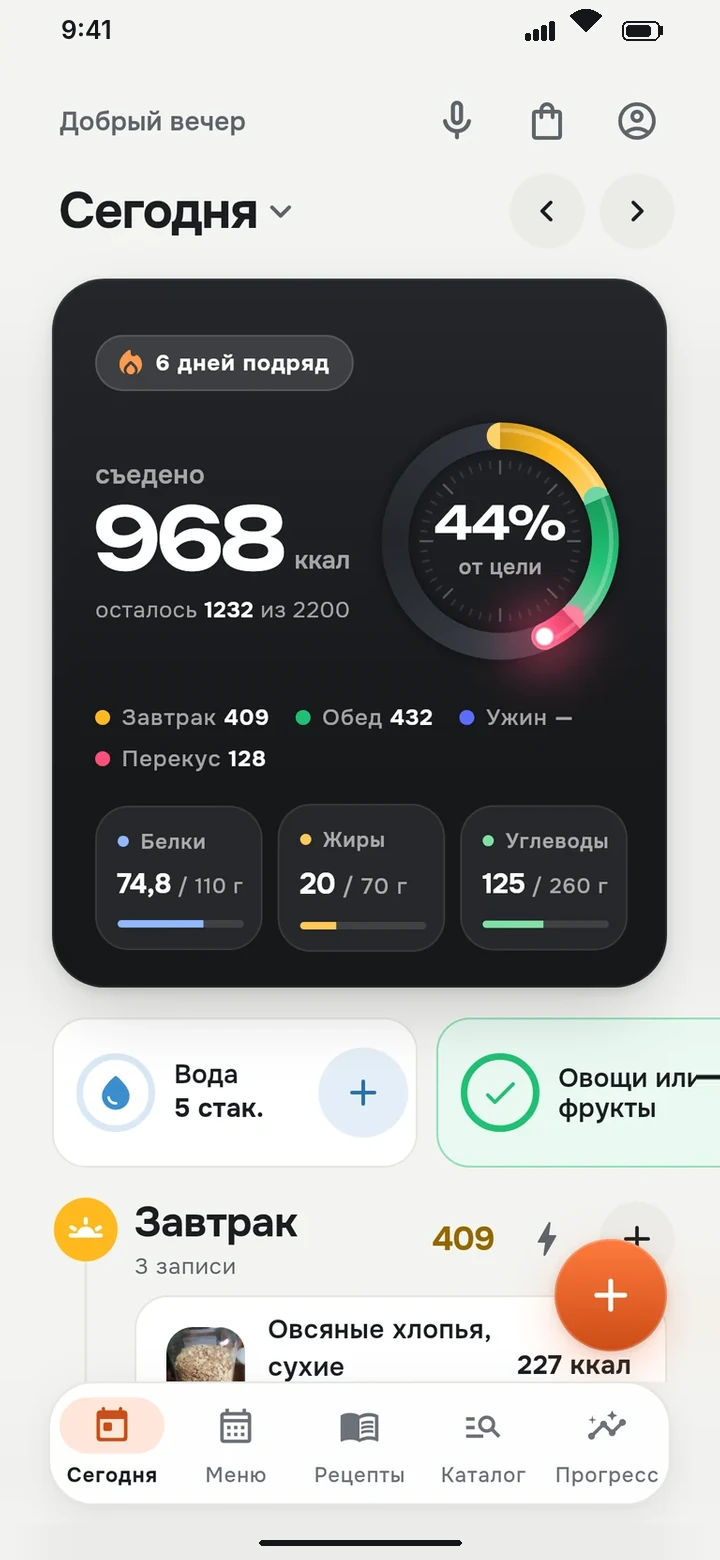 9:41
Добрый вечер
Сегодня
6 дней подряд
съедено
968 ккал
осталось 1232 из 2200
44%
от цели
Завтрак 409 Обед 432 Ужин —
Перекус 128
Белки
74,8 / 110 г
Жиры
20 / 70 г
Углеводы
125 / 260 г
Вода
5 стак.
Овощи или
фрукты
Завтрак
3 записи
409
Овсяные хлопья,
сухие
227 ккал
Сегодня
Меню
Рецепты
Каталог
Прогресс